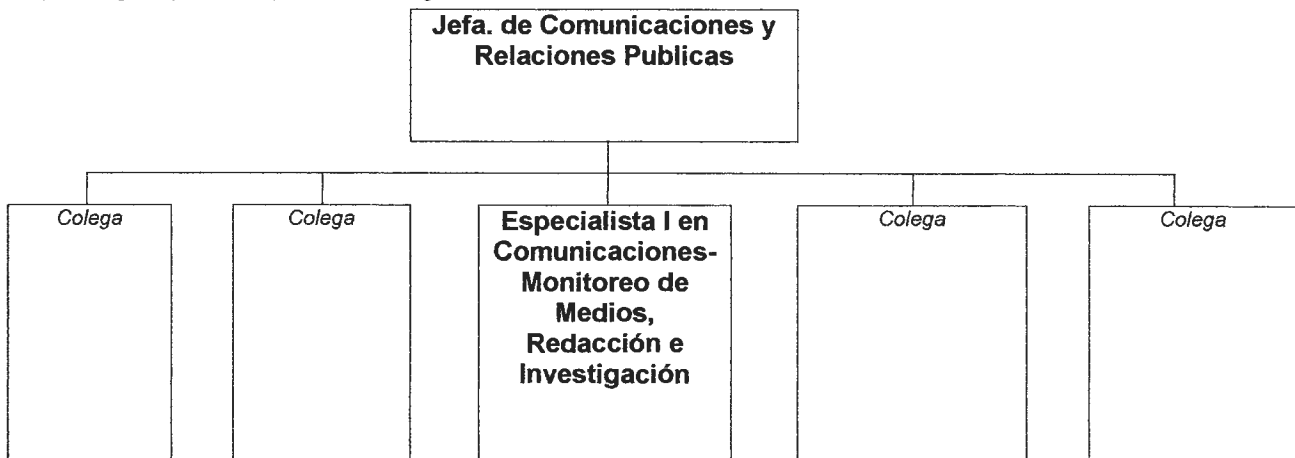 Jefa. de Comunicaciones y
Relaciones Publicas
Colega
Colega
Especialista I en
Comunicaciones-
Monitoreo de
Medios,
Redacción e
Investigación
Colega
Colega